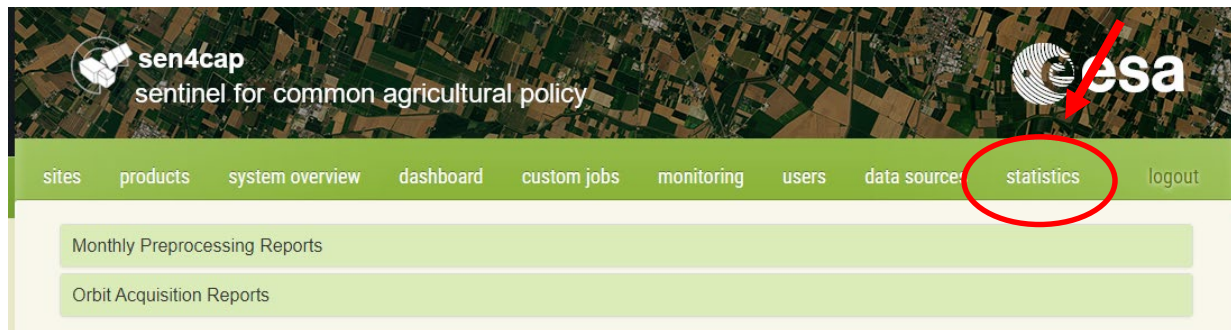 sen4cap
sentinel for common agricultural policy
esa
sites products system overview dashboard custom jobs monitoring users data sources statistics logout
Monthly Preprocessing Reports
Orbit Acquisition Reports